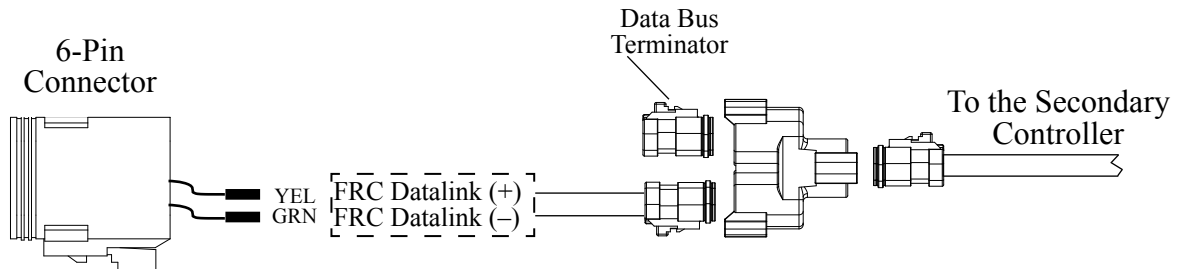 6-Pin
Connector
Data Bus
Terminator
To the Secondary
Controller
YEL
FRC Datalink (+)
GRN
FRC Datalink (–)